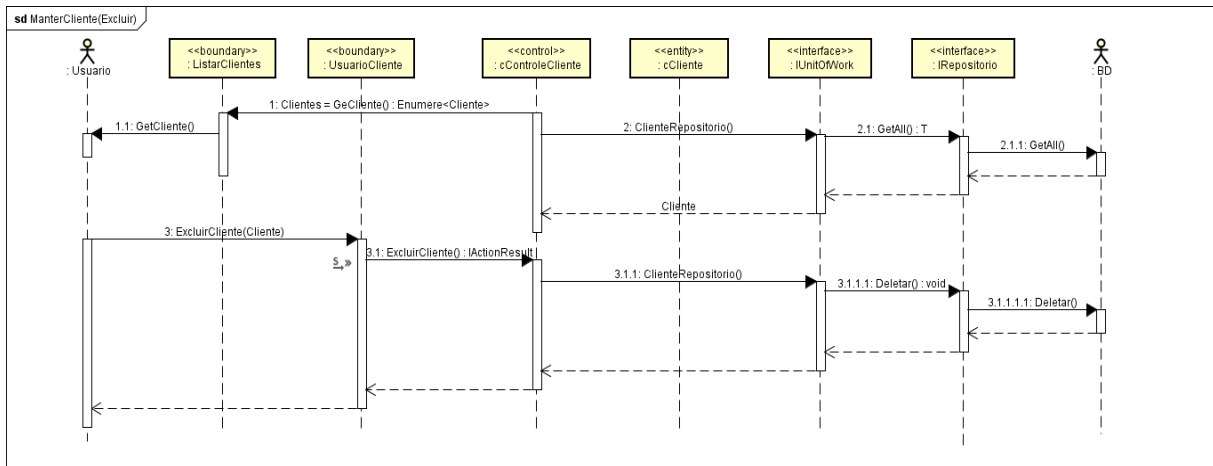 sd ManterCliente(Excluir)
: Usuario
<<boundary>>
: ListarClientes
<<boundary>>
: UsuarioCliente
<<control>>
: cControleCliente
<<entity>>
: cCliente
<<interface>>
: IUnitOfWork
<<interface>>
: IRepositorio
: BD
1: Clientes = GeCliente() : Enumere<Cliente>
1.1: GetCliente()
2: ClienteRepositorio()
2.1: GetAll() : T
2.1.1: GetAll()
Cliente
3: ExcluirCliente(Cliente)
S
3.1: ExcluirCliente() : IActionResult
3.1.1: ClienteRepositorio()
3.1.1.1: Deletar() : void
3.1.1.1.1: Deletar()